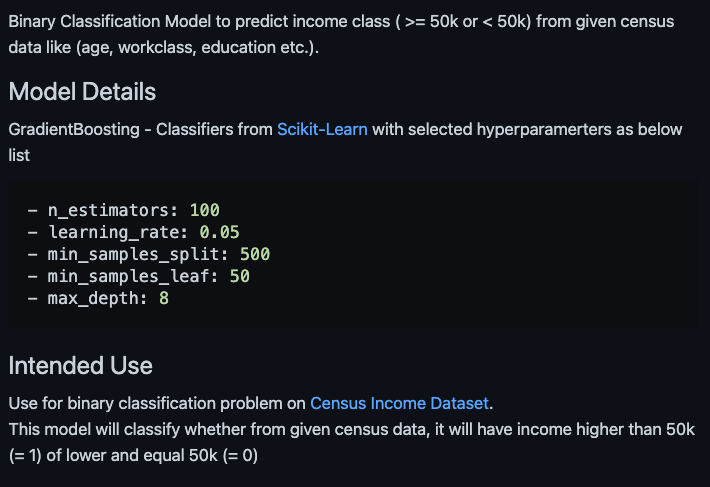 Binary Classification Model to predict income class ( >= 50k or < 50k) from given census
data like (age, workclass, education etc.).
Model Details
GradientBoosting - Classifiers from Scikit-Learn with selected hyperparamerters as below
list
- n_estimators: 100
- learning_rate: 0.05
- min_samples_split: 500
- min_samples_leaf: 50
- max_depth: 8
Intended Use
Use for binary classification problem on Census Income Dataset.
This model will classify whether from given census data, it will have income higher than 50k
(= 1) of lower and equal 50k (= 0)